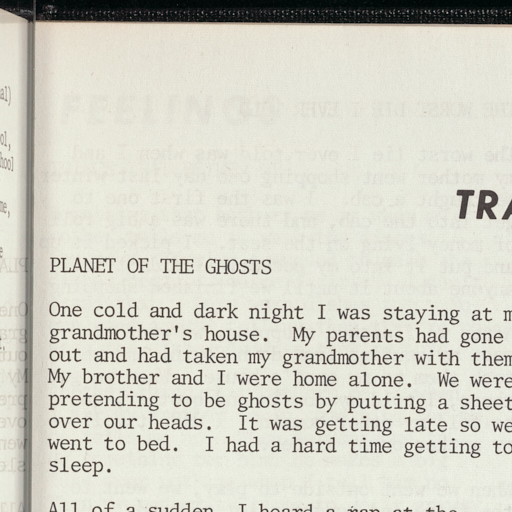 TRA
PLANET OF THE GHOSTS
One cold and dark night I was staying at m
grandmother's house. My parents had gone
out and had taken my grandmother with them
My brother and I were home alone. We were
pretending to be ghosts by putting a sheet
over our heads. It was getting late so we
went to bed. I had a hard time getting to
sleep.
All of a sudden I heard a rap at the